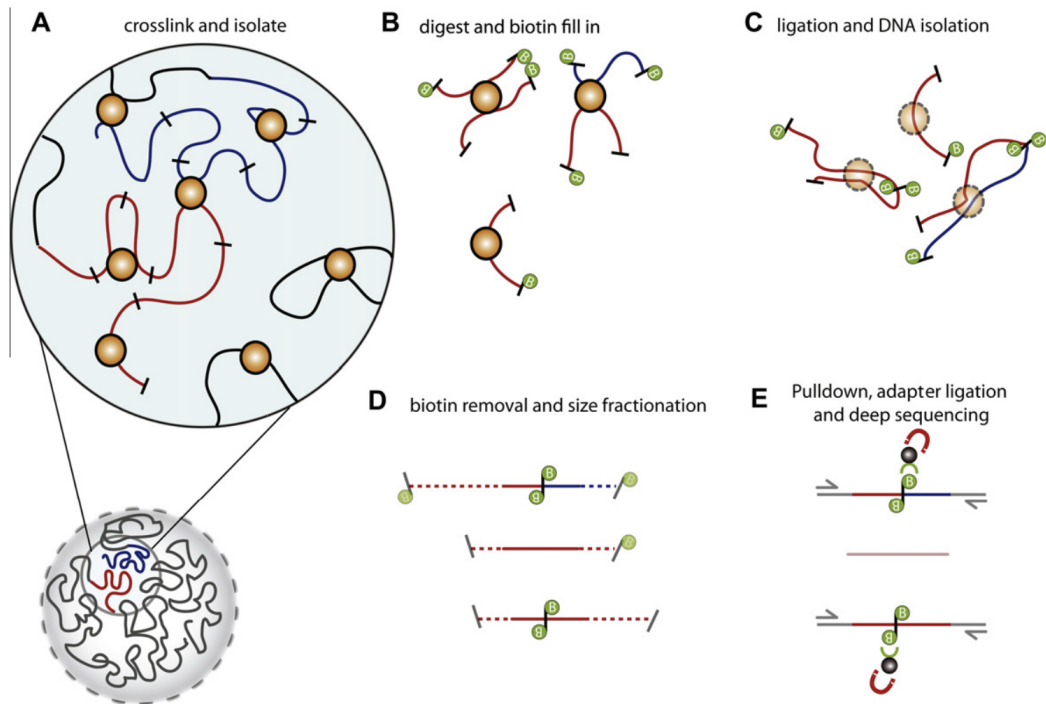 A crosslink and isolate
B digest and biotin fill in
B
B
B
B
B
B
B
C ligation and DNA isolation
B
B
B
B
B
B
B
D biotin removal and size fractionation
B
B
B
B
B
B
B
E Pulldown, adapter ligation
and deep sequencing
B
B
B
B